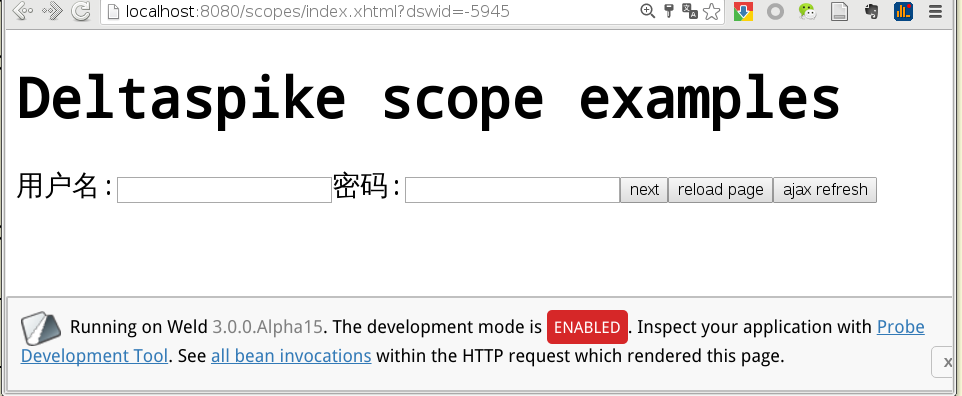 localhost:8080/scopes/index.xhtml?dswid=-5945
Deltaspike scope examples
用户名: 密码: next reload page ajax refresh
Running on Weld 3.0.0.Alpha15. The development mode is ENABLED. Inspect your application with Probe
Development Tool. See all bean invocations within the HTTP request which rendered this page.
x